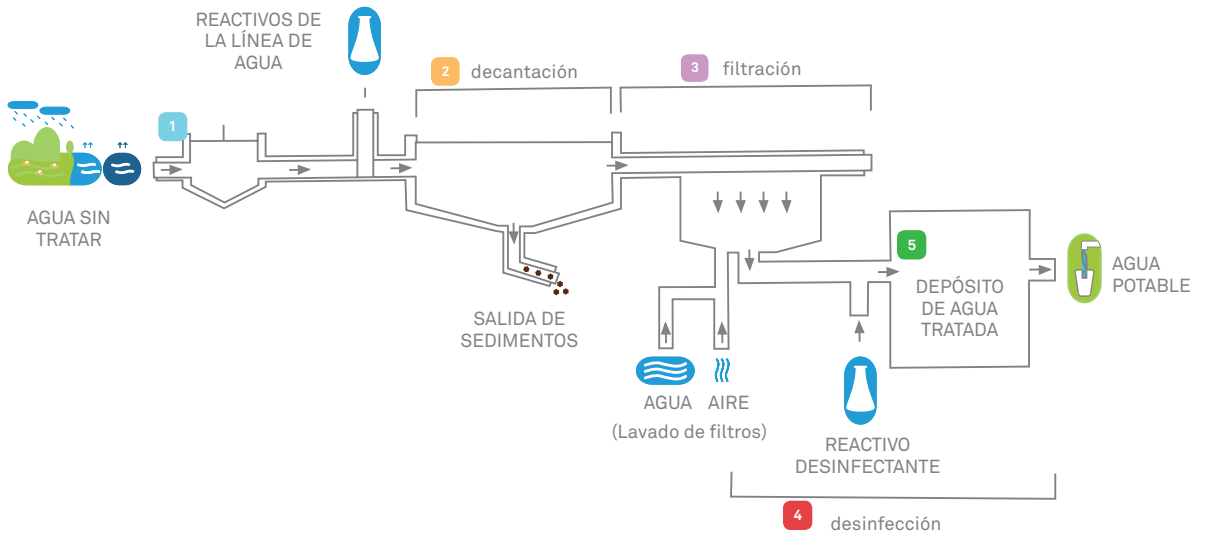 REACTIVOS DE
LA LÍNEA DE
AGUA
2 decantación
3 filtración
1
AGUA SIN
TRATAR
5
DEPÓSITO
DE AGUA
TRATADA
AGUA
POTABLE
SALIDA DE
SEDIMENTOS
AGUA AIRE
(Lavado de filtros)
REACTIVO
DESINFECTANTE
4 desinfección